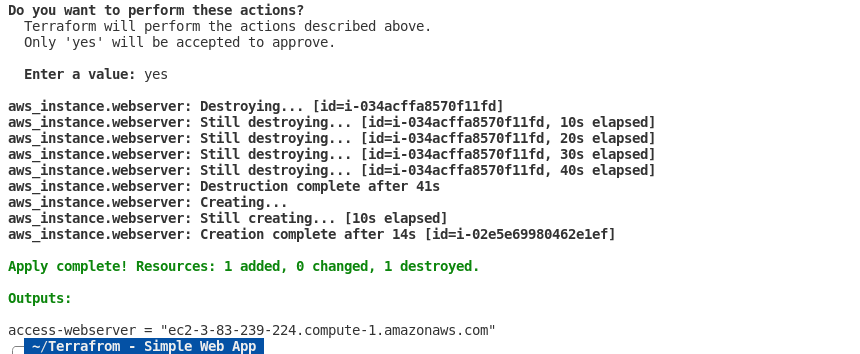 Do you want to perform these actions?
Terraform will perform the actions described above.
Only 'yes' will be accepted to approve.
Enter a value: yes
aws_instance.webserver: Destroying... [id=i-034acffa8570f11fd]
aws_instance.webserver: Still destroying... [id=i-034acffa8570f11fd, 10s elapsed]
aws_instance.webserver: Still destroying... [id=i-034acffa8570f11fd, 20s elapsed]
aws_instance.webserver: Still destroying... [id=i-034acffa8570f11fd, 30s elapsed]
aws_instance.webserver: Still destroying... [id=i-034acffa8570f11fd, 40s elapsed]
aws_instance.webserver: Destruction complete after 41s
aws_instance.webserver: Creating...
aws_instance.webserver: Still creating... [10s elapsed]
aws_instance.webserver: Creation complete after 14s [id=i-02e5e69980462e1ef]
Apply complete! Resources: 1 added, 0 changed, 1 destroyed.
Outputs:
access-webserver = "ec2-3-83-239-224.compute-1.amazonaws.com"
~/Terrafrom - Simple Web App